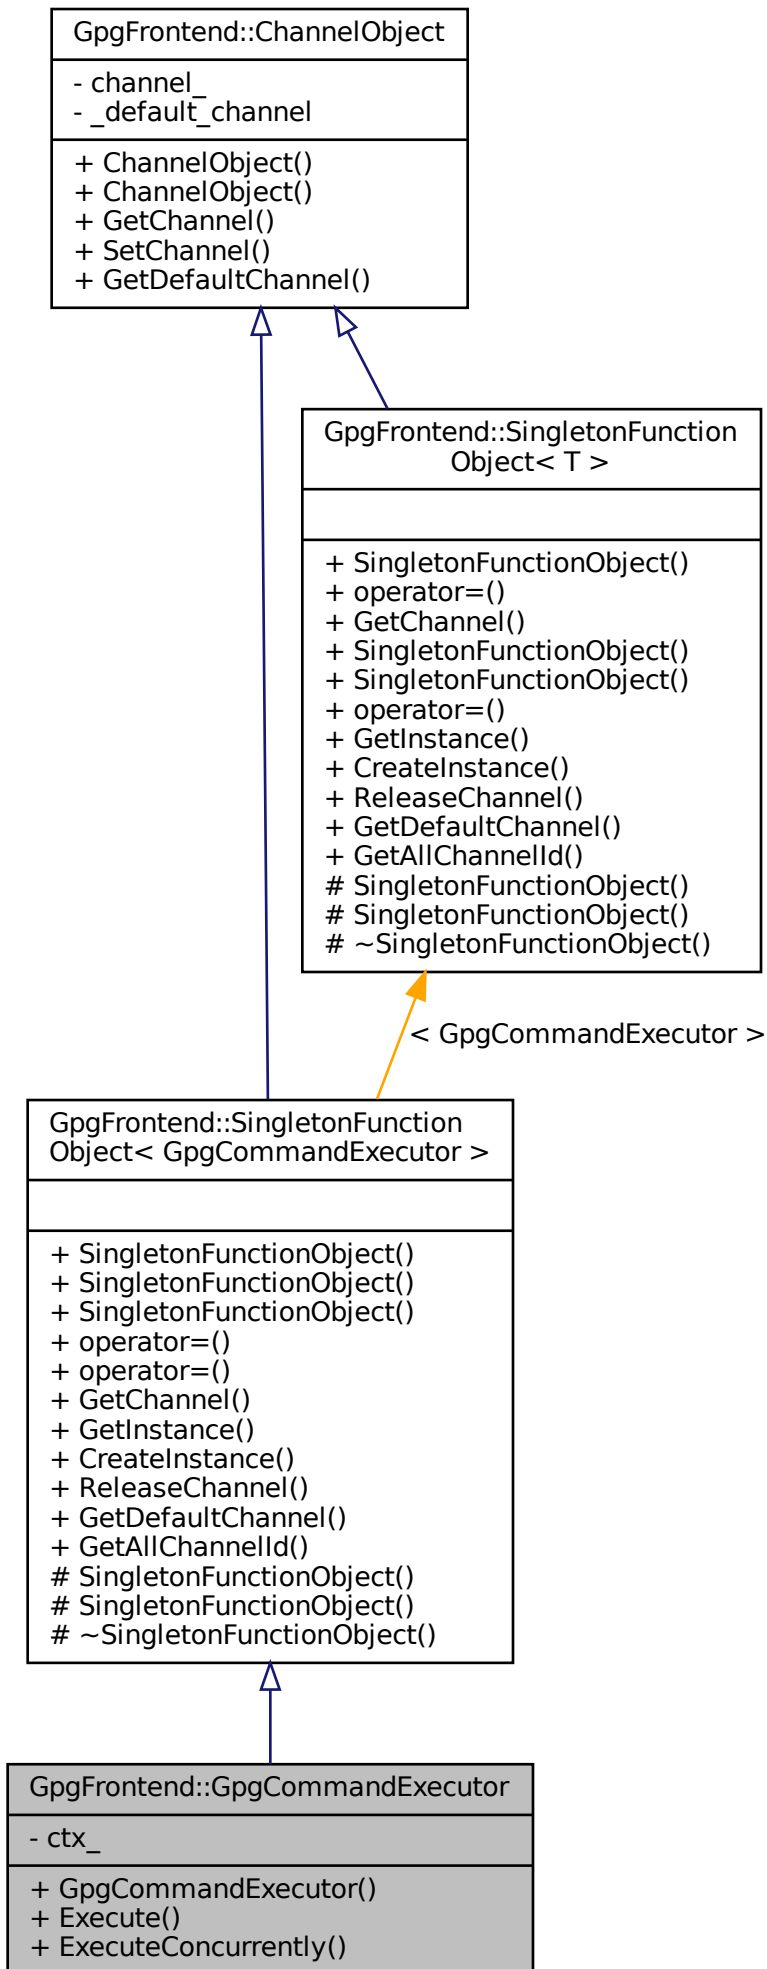 GpgFrontend::ChannelObject
- channel_
- _default_channel
+ ChannelObject()
+ ChannelObject()
+ GetChannel()
+ SetChannel()
+ GetDefaultChannel()
GpgFrontend::SingletonFunction
Object< T >
+ SingletonFunctionObject()
+ operator=()
+ GetChannel()
+ SingletonFunctionObject()
+ SingletonFunctionObject()
+ operator=()
+ GetInstance()
+ CreateInstance()
+ ReleaseChannel()
+ GetDefaultChannel()
+ GetAllChannelId()
# SingletonFunctionObject()
# SingletonFunctionObject()
# ~SingletonFunctionObject()
< GpgCommandExecutor >
GpgFrontend::SingletonFunction
Object< GpgCommandExecutor >
+ SingletonFunctionObject()
+ SingletonFunctionObject()
+ SingletonFunctionObject()
+ operator=()
+ operator=()
+ GetChannel()
+ GetInstance()
+ CreateInstance()
+ ReleaseChannel()
+ GetDefaultChannel()
+ GetAllChannelId()
# SingletonFunctionObject()
# SingletonFunctionObject()
# ~SingletonFunctionObject()
GpgFrontend::GpgCommandExecutor
- ctx_
+ GpgCommandExecutor()
+ Execute()
+ ExecuteConcurrently()